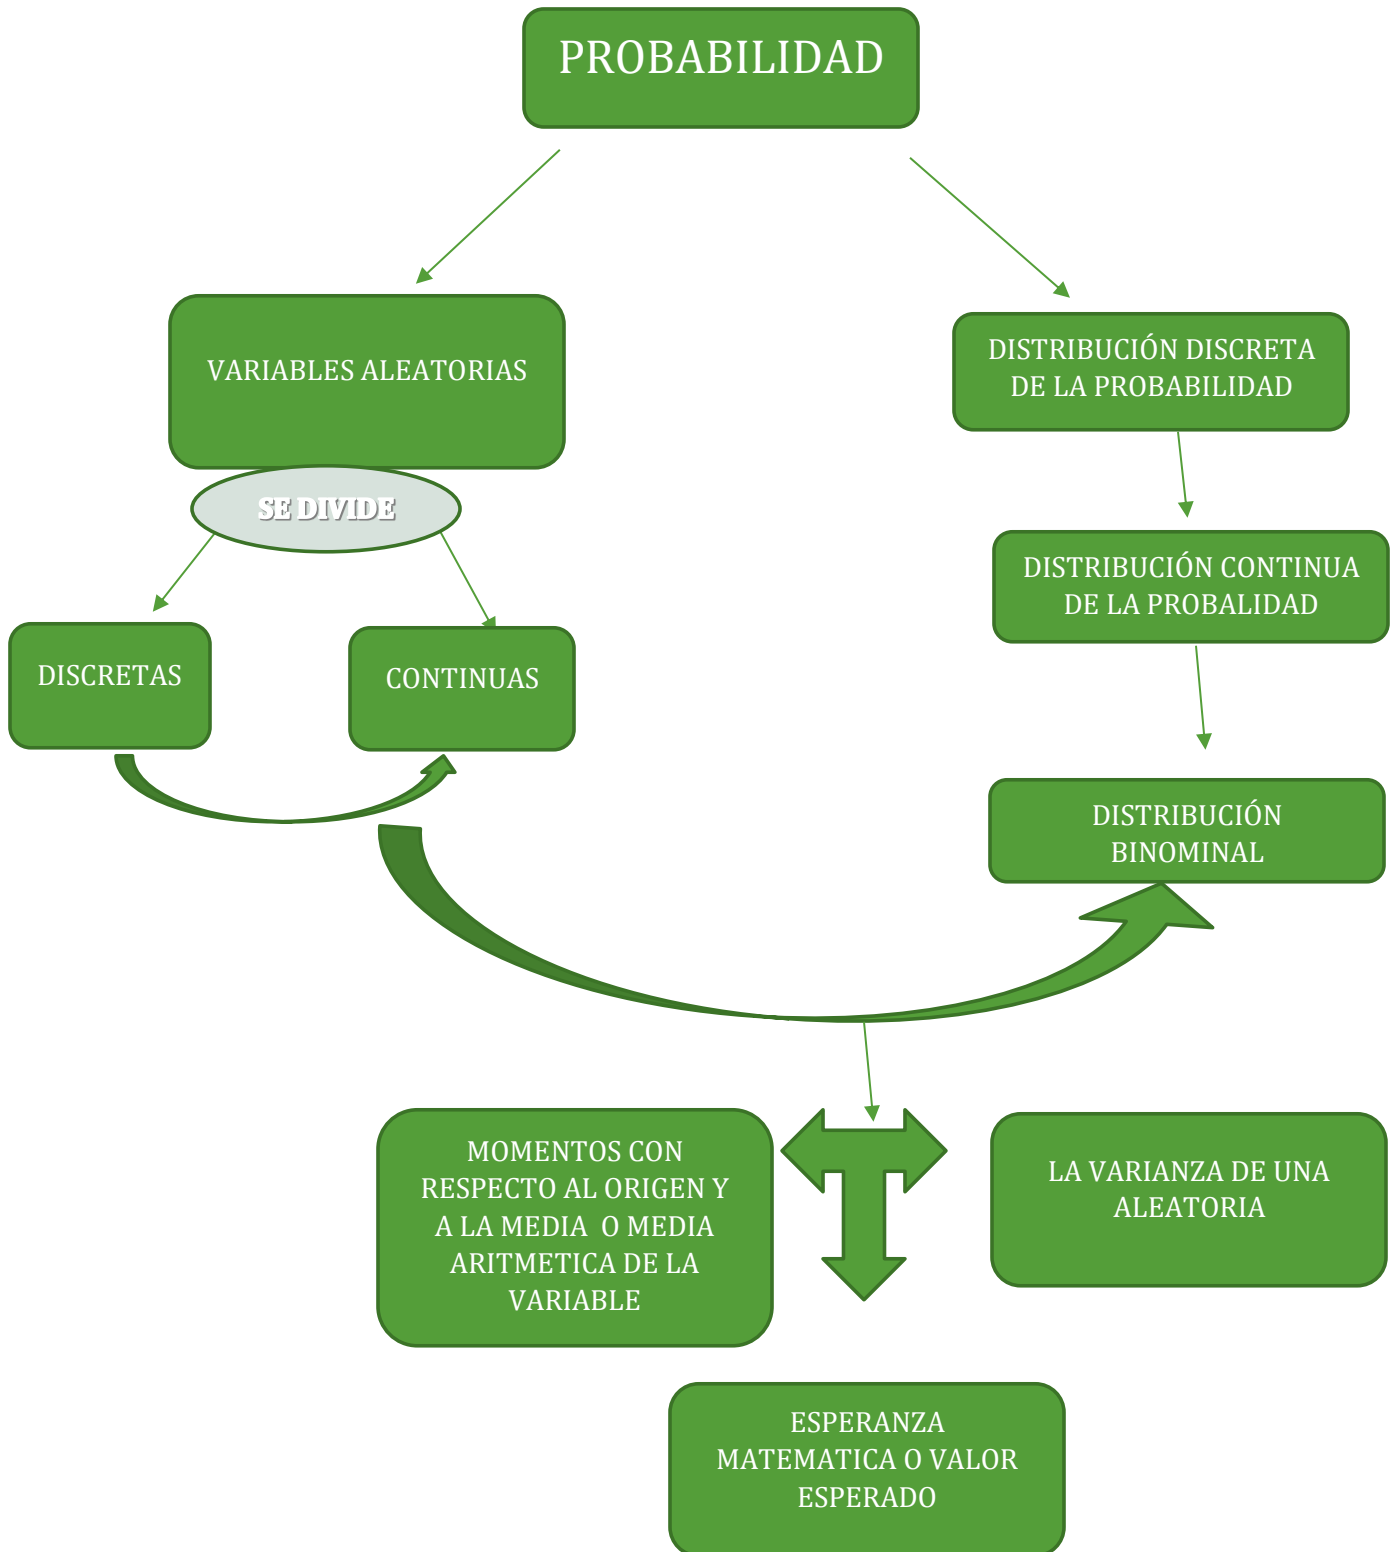 PROBABILIDAD
VARIABLES ALEATORIAS
DISTRIBUCIÓN DISCRETA
DE LA PROBABILIDAD
SE DIVIDE
DISTRIBUCIÓN CONTINUA
DE LA PROBALIDAD
DISCRETAS
CONTINUAS
DISTRIBUCIÓN
BINOMINAL
MOMENTOS CON
RESPECTO AL ORIGEN Y
A LA MEDIA O MEDIA
ARITMETICA DE LA
VARIABLE
LA VARIANZA DE UNA
ALEATORIA
ESPERANZA
MATEMATICA O VALOR
ESPERADO